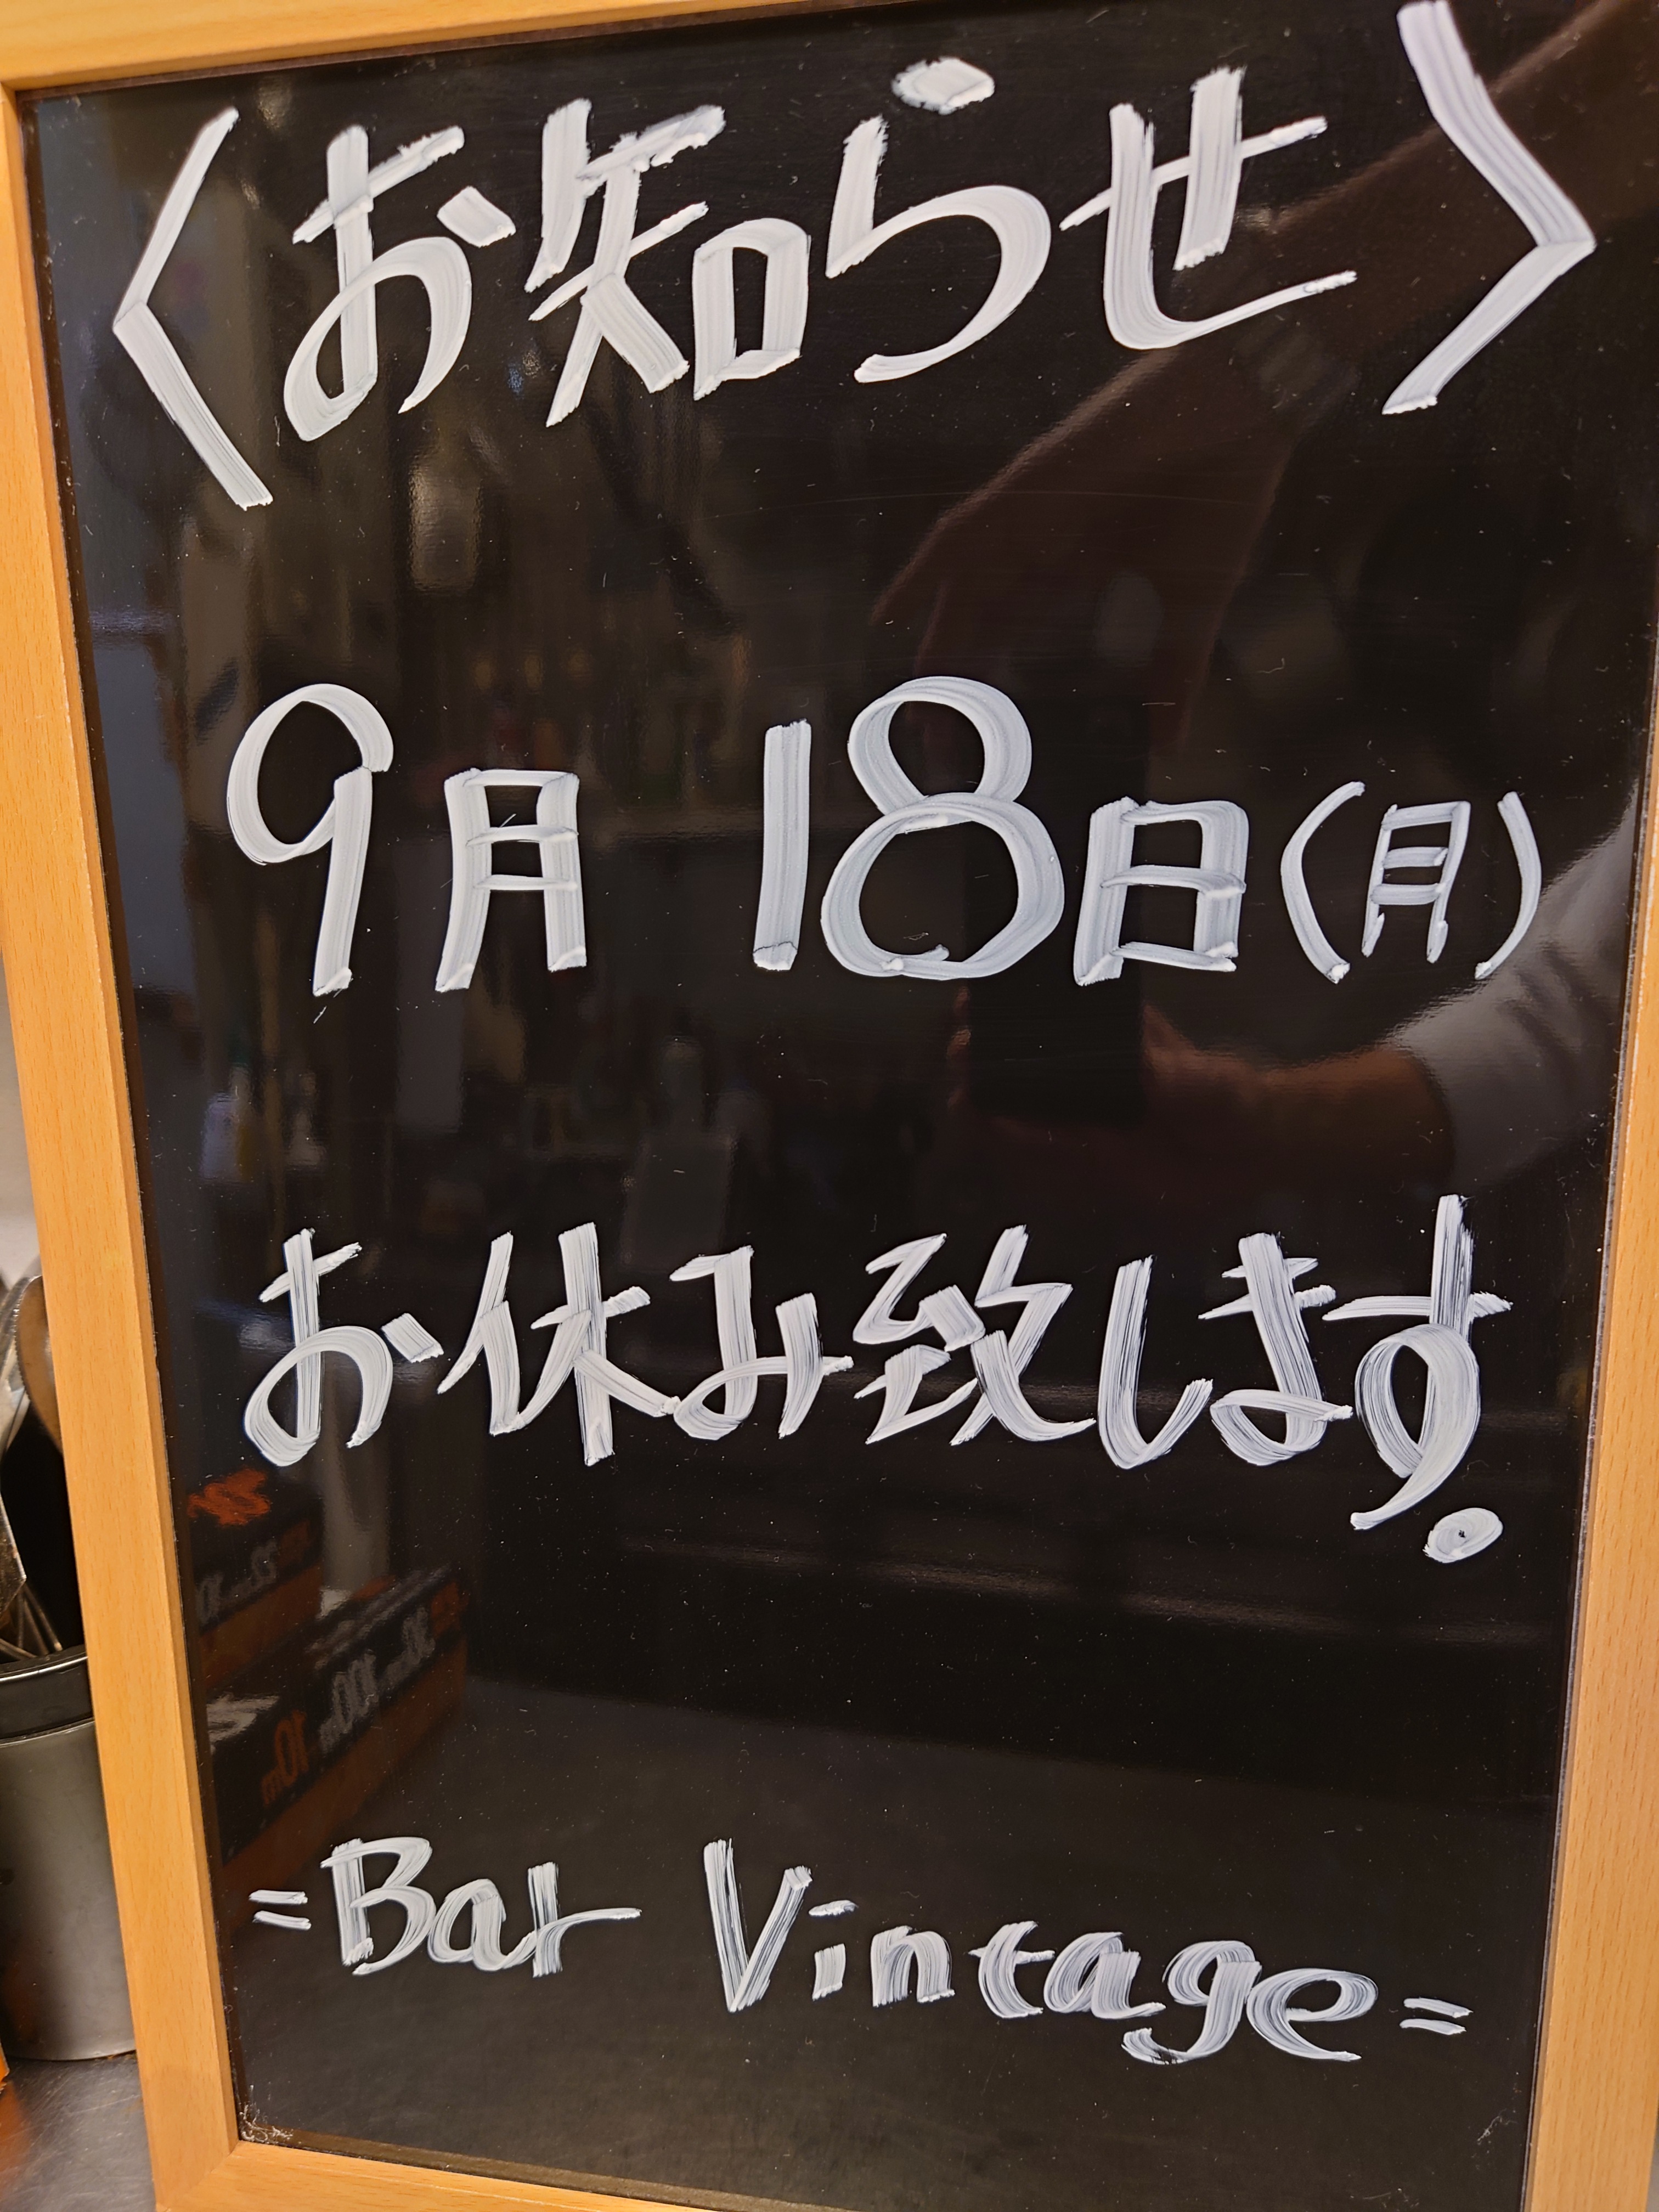 〈お知らせ〉
9月 18日(月)
お休み致します。
=Bar Vintage=